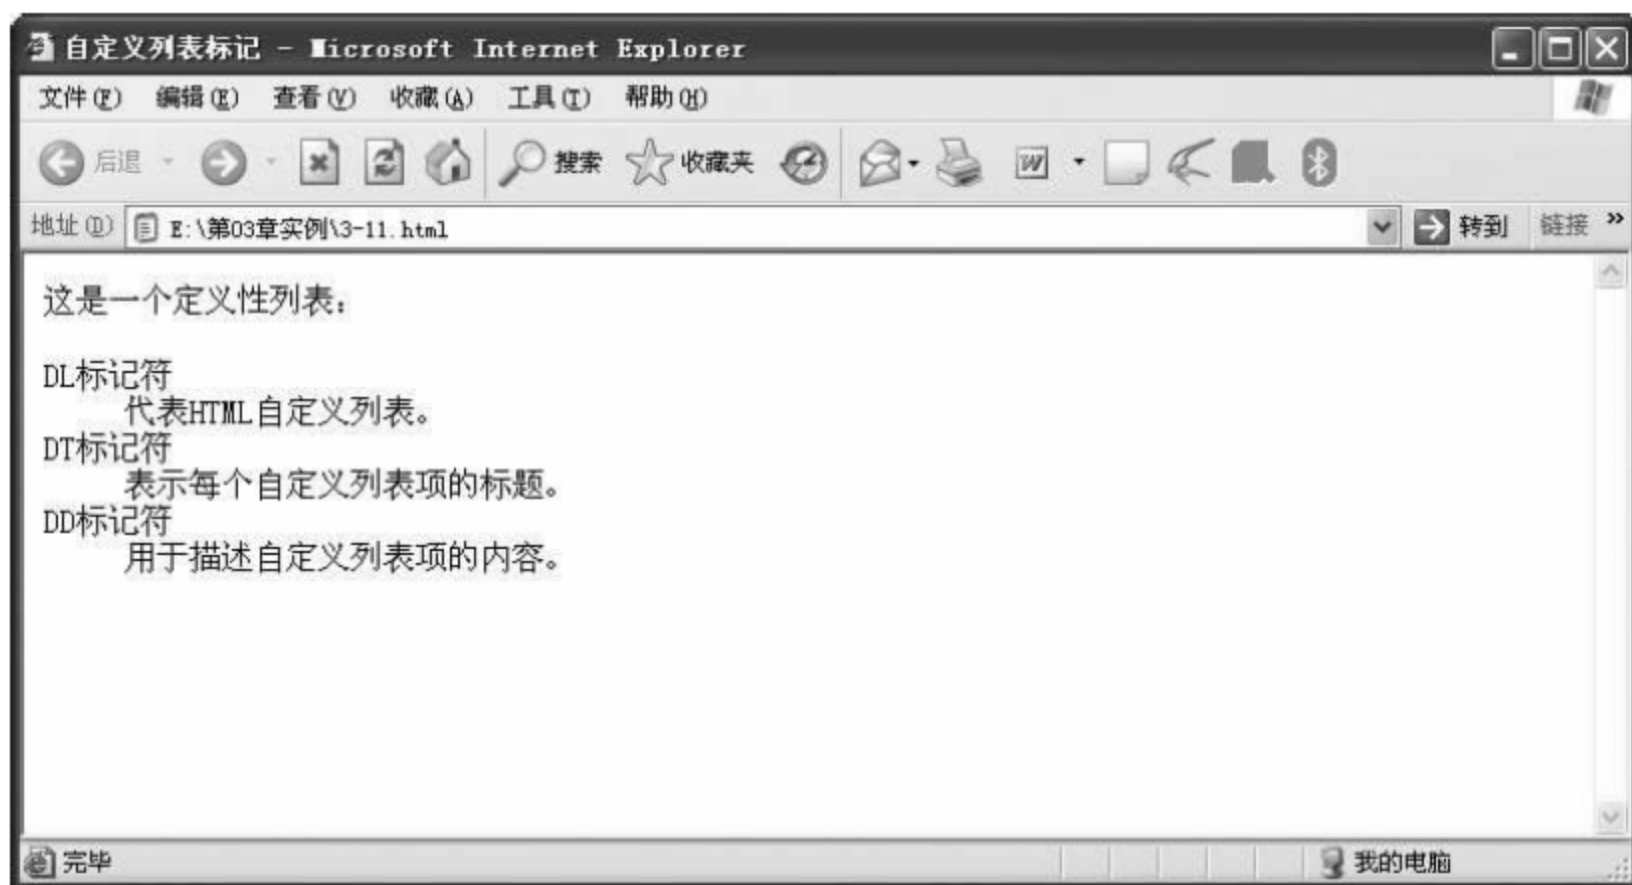 自定义列表标记 - Microsoft Internet Explorer
文件(F) 编辑(E) 查看(V) 收藏(A) 工具(T) 帮助(H)
后退 搜索 收藏夹 W
地址(D) E:\第03章实例\3-11.html 转到 链接 »
这是一个定义性列表：
DL标记符
代表HTML自定义列表。
DT标记符
表示每个自定义列表项的标题。
DD标记符
用于描述自定义列表项的内容。
完毕 我的电脑